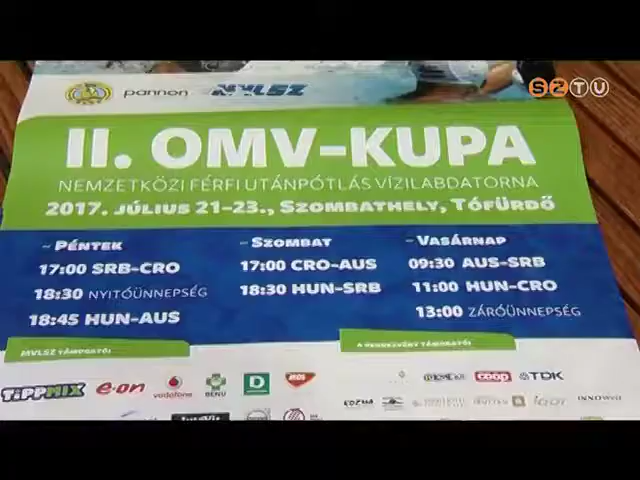 SZTV
pannon MVLSZ
II. OMV-KUPA
NEMZETKÖZI FÉRFI UTÁNPÓTLÁS VÍZILABDATORNA
2017. JÚLIUS 21-23., SZOMBATHELY, TÓFÜRDŐ
- PÉNTEK
17:00 SRB-CRO
18:30 NYITÓÜNNEPSÉG
18:45 HUN-AUS
- SZOMBAT
17:00 CRO-AUS
18:30 HUN-SRB
- VASÁRNAP
09:30 AUS-SRB
11:00 HUN-CRO
13:00 ZÁRÓÜNNEPSÉG
MVLSZ TÁMOGATÓI
A RENDEZVÉNY TÁMOGATÓI
TIPPMIX e-on vodafone BENU D MOL
coop TDK